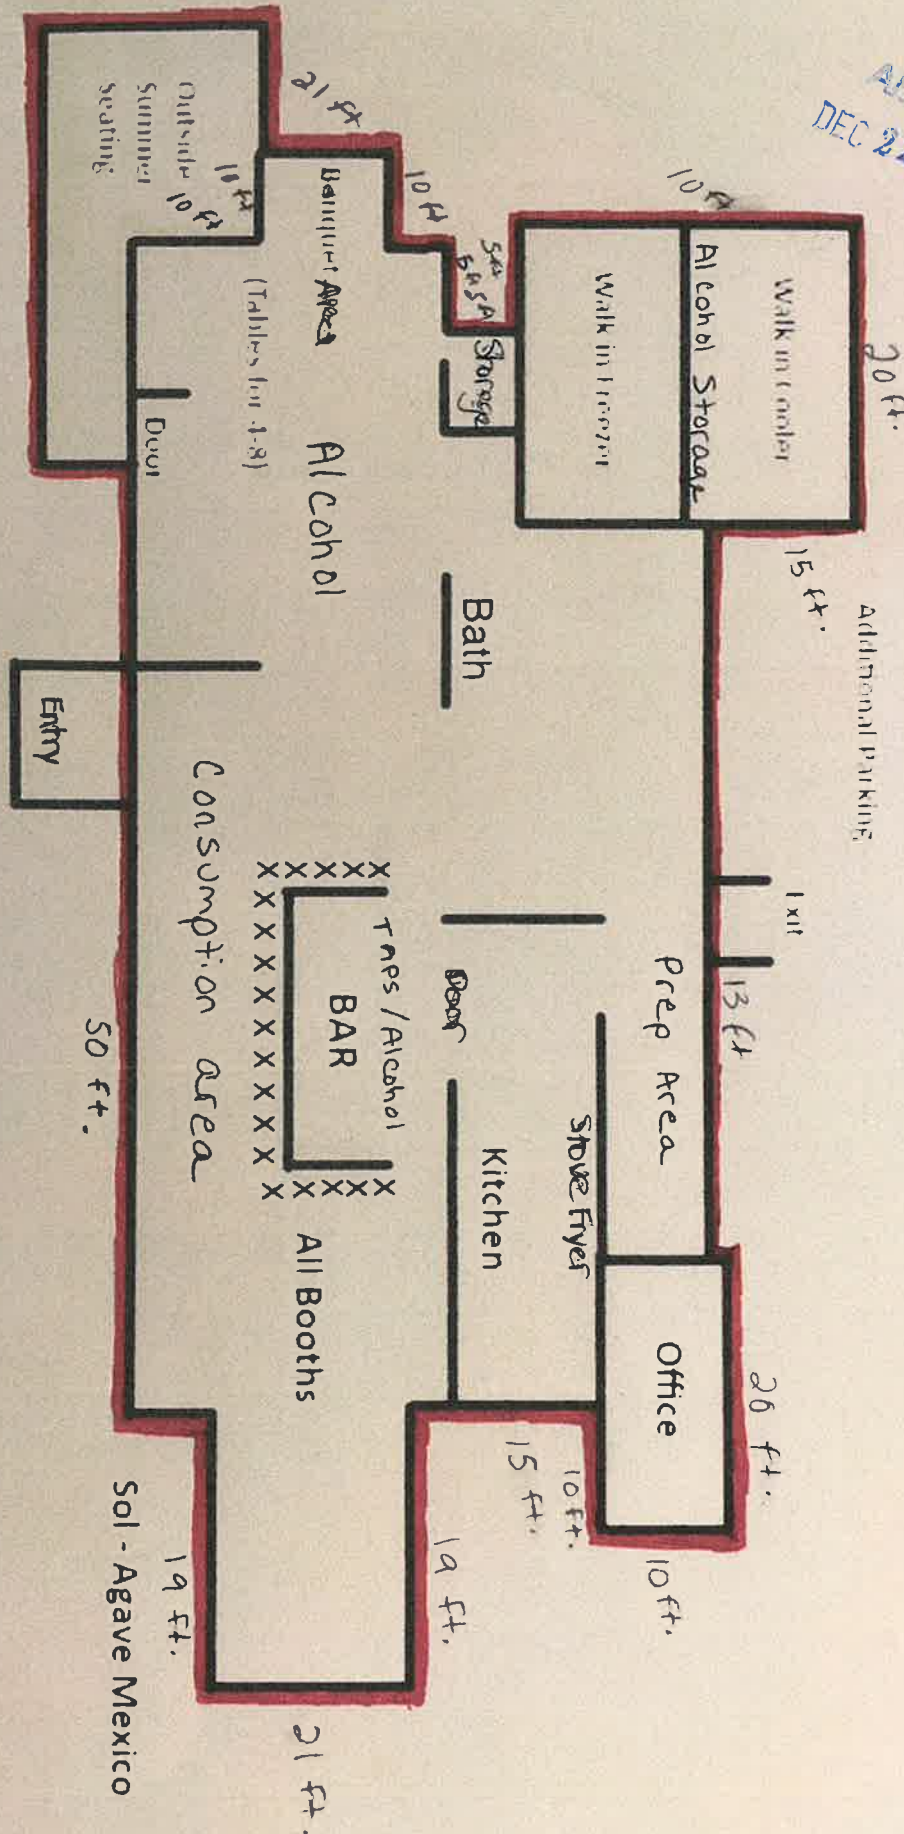 DEC 2
20 ft.
10 ft
Walk in cooler
Alcohol Storage
Walk in Freezer
15 ft.
Additional Parking
Exit
13 ft
Prep Area
Office
20 ft.
10 ft.
10 ft.
15 ft.
Stove Fryer
Kitchen
Door
Bath
Storage
10 ft
21 ft
Banquet Area
Alcohol
(Tables for 4-8)
Outside
Summer
Seating
10 ft
10 ft
Door
Entry
Consumption area
X X X X X
TAPS/Alcohol
BAR
X X X X X X X X X
X X X X X
All Booths
50 ft.
19 ft.
19 ft.
21 ft.
Sol - Agave Mexico